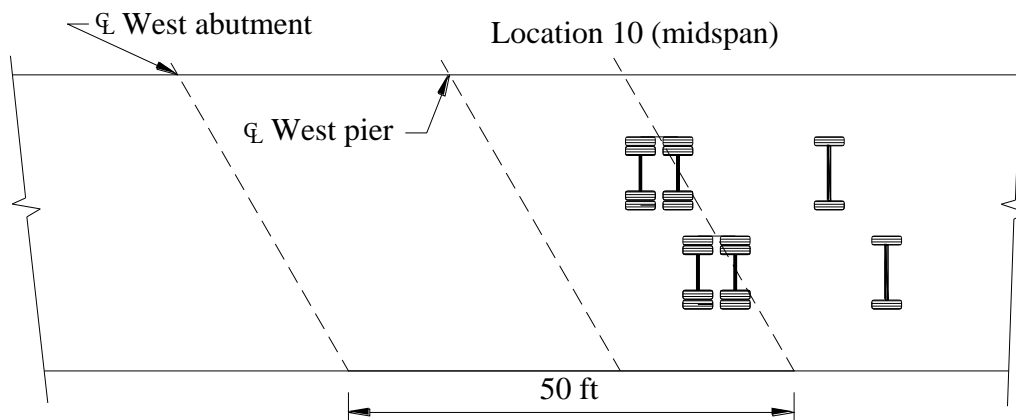 ℄ West abutment
Location 10 (midspan)
℄ West pier
50 ft